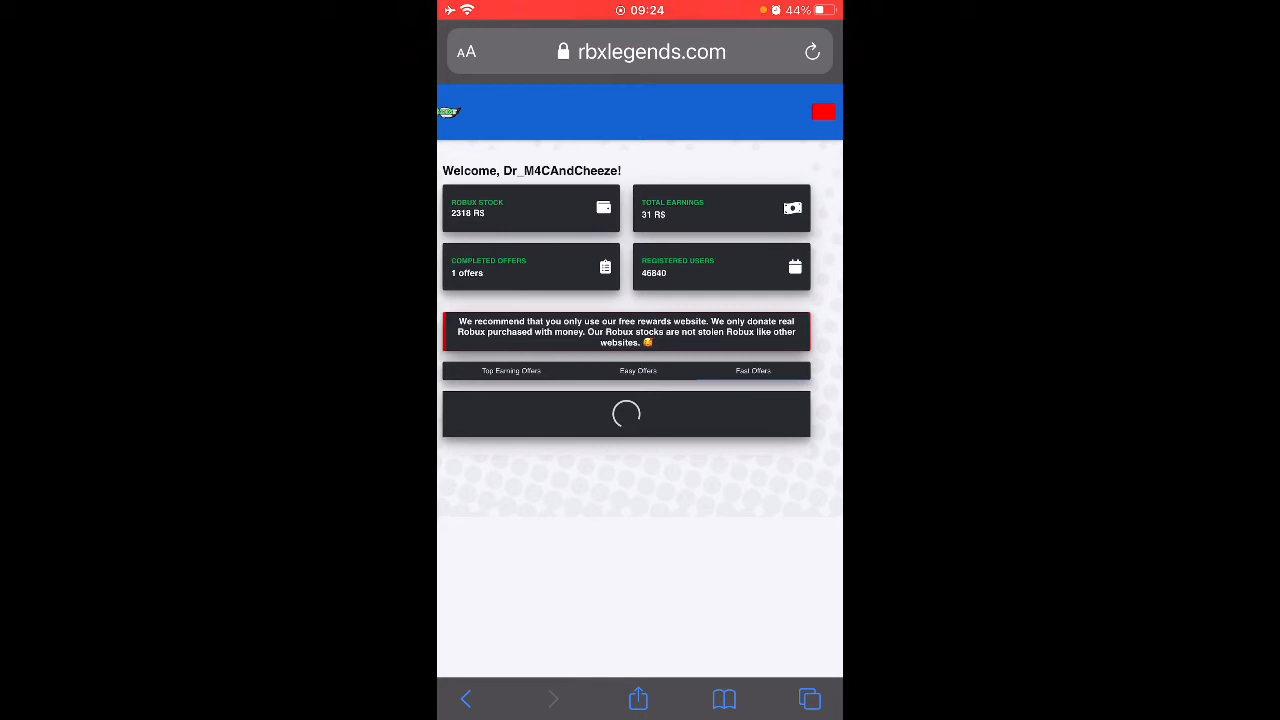 09:24
44%
AA
rbxlegends.com
Welcome, Dr_M4CAndCheeze!
ROBUX STOCK
2318 R$
TOTAL EARNINGS
31 R$
COMPLETED OFFERS
1 offers
REGISTERED USERS
46840
We recommend that you only use our free rewards website. We only donate real
Robux purchased with money. Our Robux stocks are not stolen Robux like other
websites. 🥰
Top Earning Offers
Easy Offers
Fast Offers